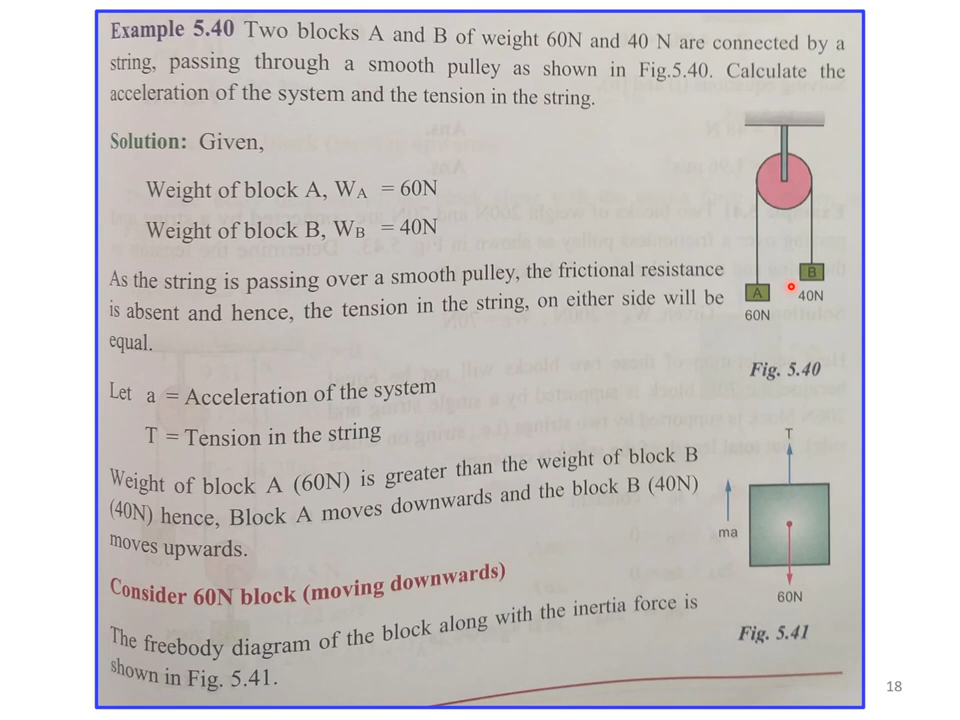 Example 5.40 Two blocks A and B of weight 60N and 40 N are connected by a
string, passing through a smooth pulley as shown in Fig.5.40. Calculate the
acceleration of the system and the tension in the string.
Solution: Given,
Weight of block A, WA = 60N
Weight of block B, WB = 40N
As the string is passing over a smooth pulley, the frictional resistance
is absent and hence, the tension in the string, on either side will be
equal.
B
A
40N
60N
Fig. 5.40
Let a = Acceleration of the system
T = Tension in the string
Weight of block A (60N) is greater than the weight of block B
(40N) hence, Block A moves downwards and the block B (40N)
moves upwards.
T
ma
60N
Fig. 5.41
Consider 60N block (moving downwards)
The freebody diagram of the block along with the inertia force is
shown in Fig. 5.41.
18